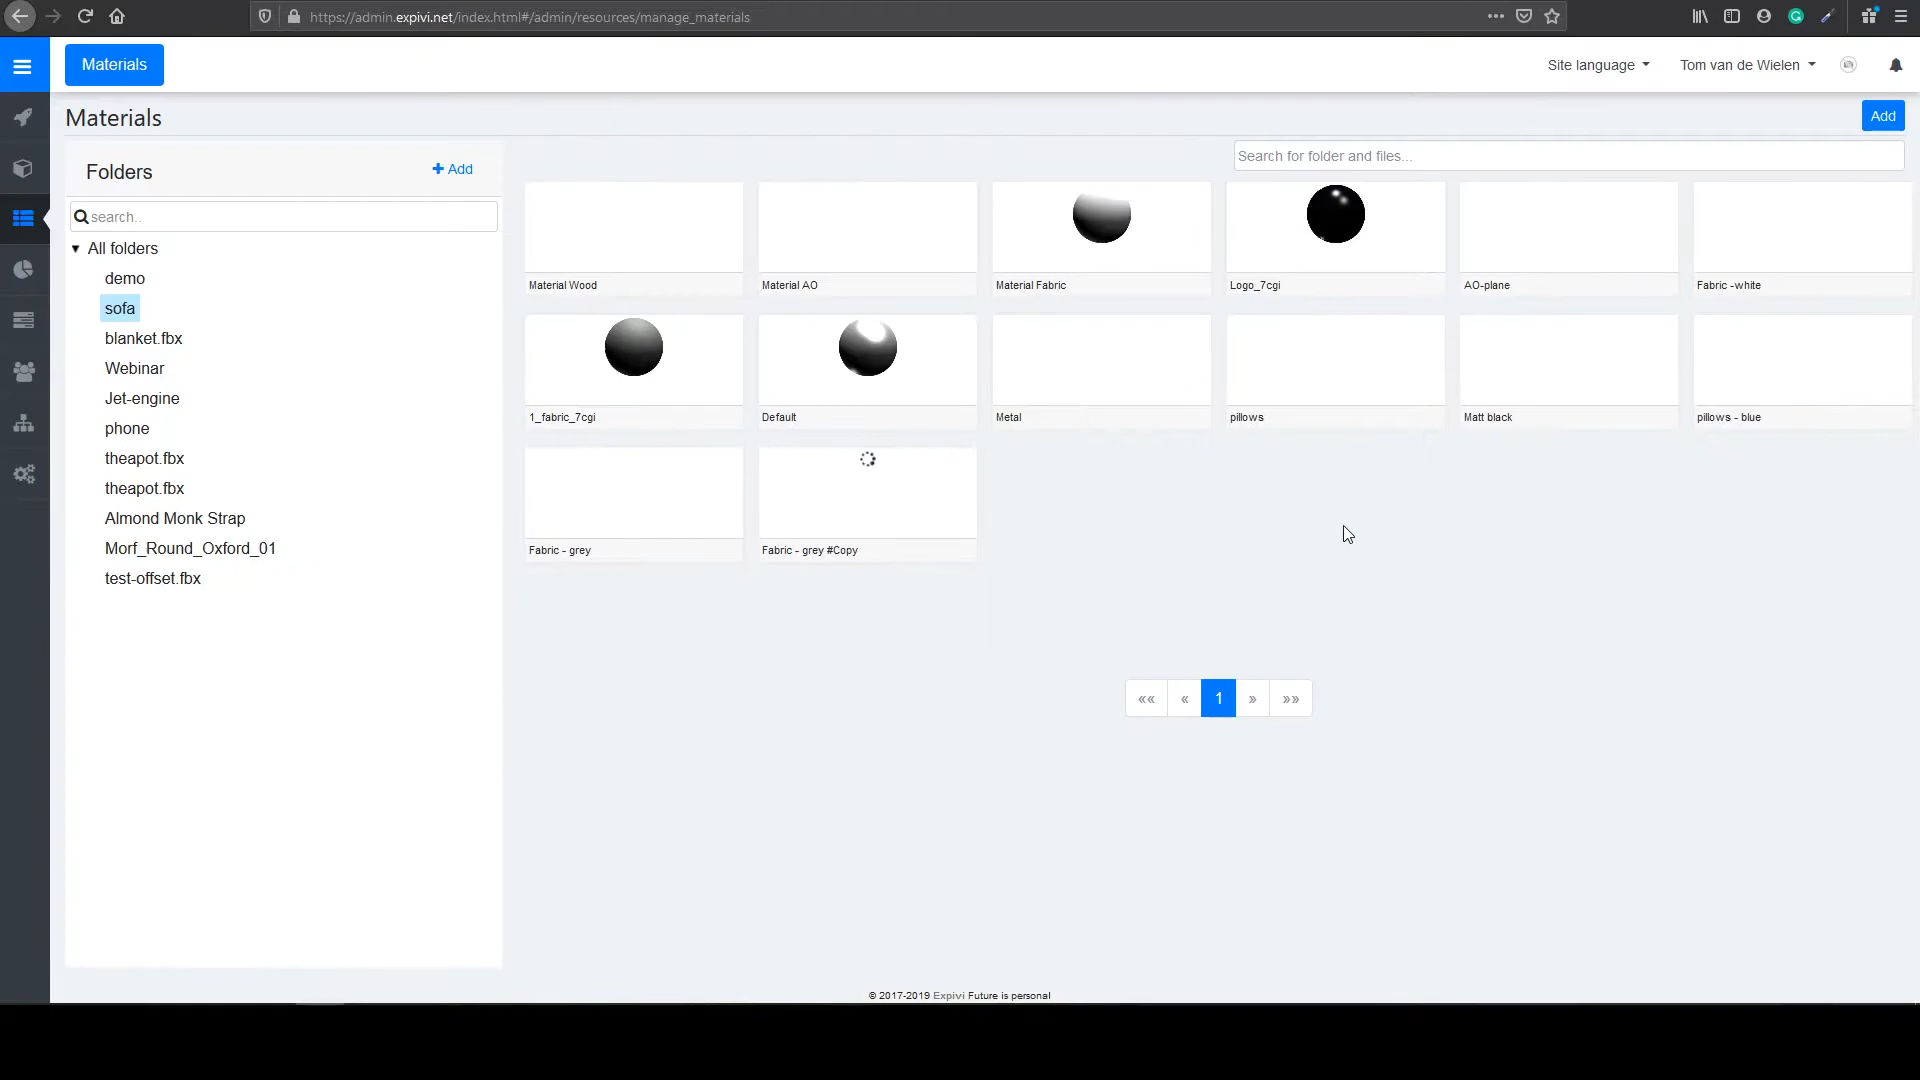 https://admin.expivi.net/index.html#/admin/resources/manage_materials
Materials
Site language
Tom van de Wielen
Materials
Add
Folders
+ Add
Search for folder and files...
search..
All folders
demo
sofa
blanket.fbx
Webinar
Jet-engine
phone
theapot.fbx
theapot.fbx
Almond Monk Strap
Morf_Round_Oxford_01
test-offset.fbx
Material Wood
Material AO
Material Fabric
Logo_7cgi
AO-plane
Fabric -white
1_fabric_7cgi
Default
Metal
pillows
Matt black
pillows - blue
Fabric - grey
Fabric - grey #Copy
«« « 1 » »»
© 2017-2019 Expivi Future is personal